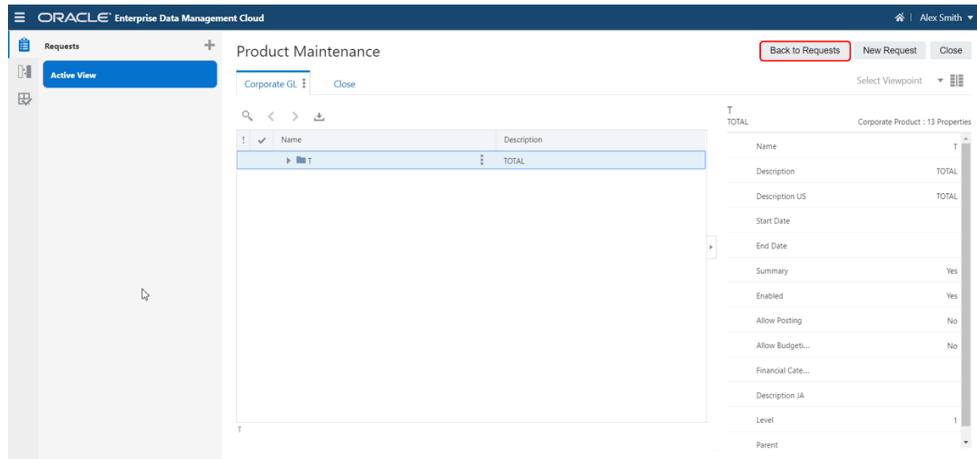 ORACLE® Enterprise Data Management Cloud
Alex Smith
Requests
Active View
Product Maintenance
Back to Requests
New Request
Close
Corporate GL
Close
Select Viewpoint
! Name Description
T TOTAL
T
T
TOTAL
Corporate Product : 13 Properties
Name T
Description TOTAL
Description US TOTAL
Start Date
End Date
Summary Yes
Enabled Yes
Allow Posting No
Allow Budgeti... No
Financial Cate...
Description JA
Level 1
Parent